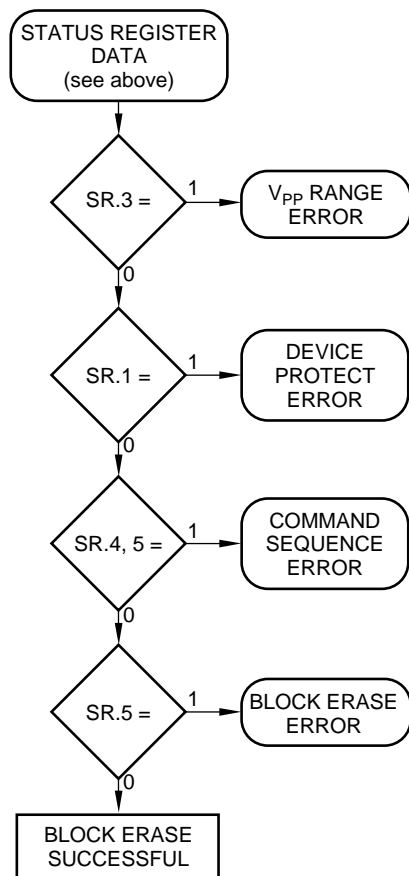 STATUS REGISTER
DATA
(see above)
SR.3 =
1
V_PP RANGE
ERROR
0
SR.1 =
1
DEVICE
PROTECT
ERROR
0
SR.4, 5 =
1
COMMAND
SEQUENCE
ERROR
0
SR.5 =
1
BLOCK ERASE
ERROR
0
BLOCK ERASE
SUCCESSFUL